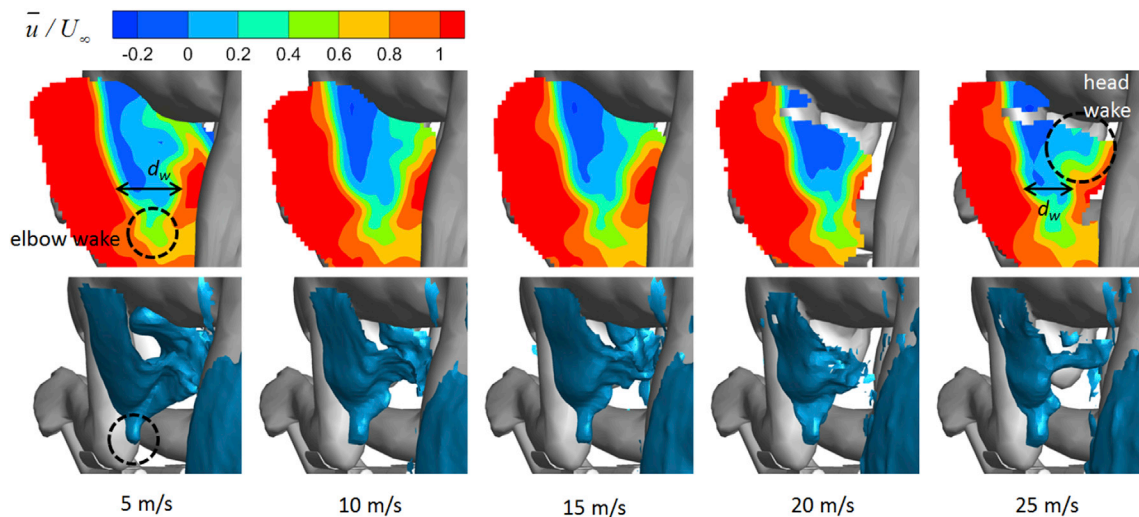 u̅ / U∞
-0.2 0 0.2 0.4 0.6 0.8 1
head
wake
d_w
d_w
elbow wake
5 m/s 10 m/s 15 m/s 20 m/s 25 m/s